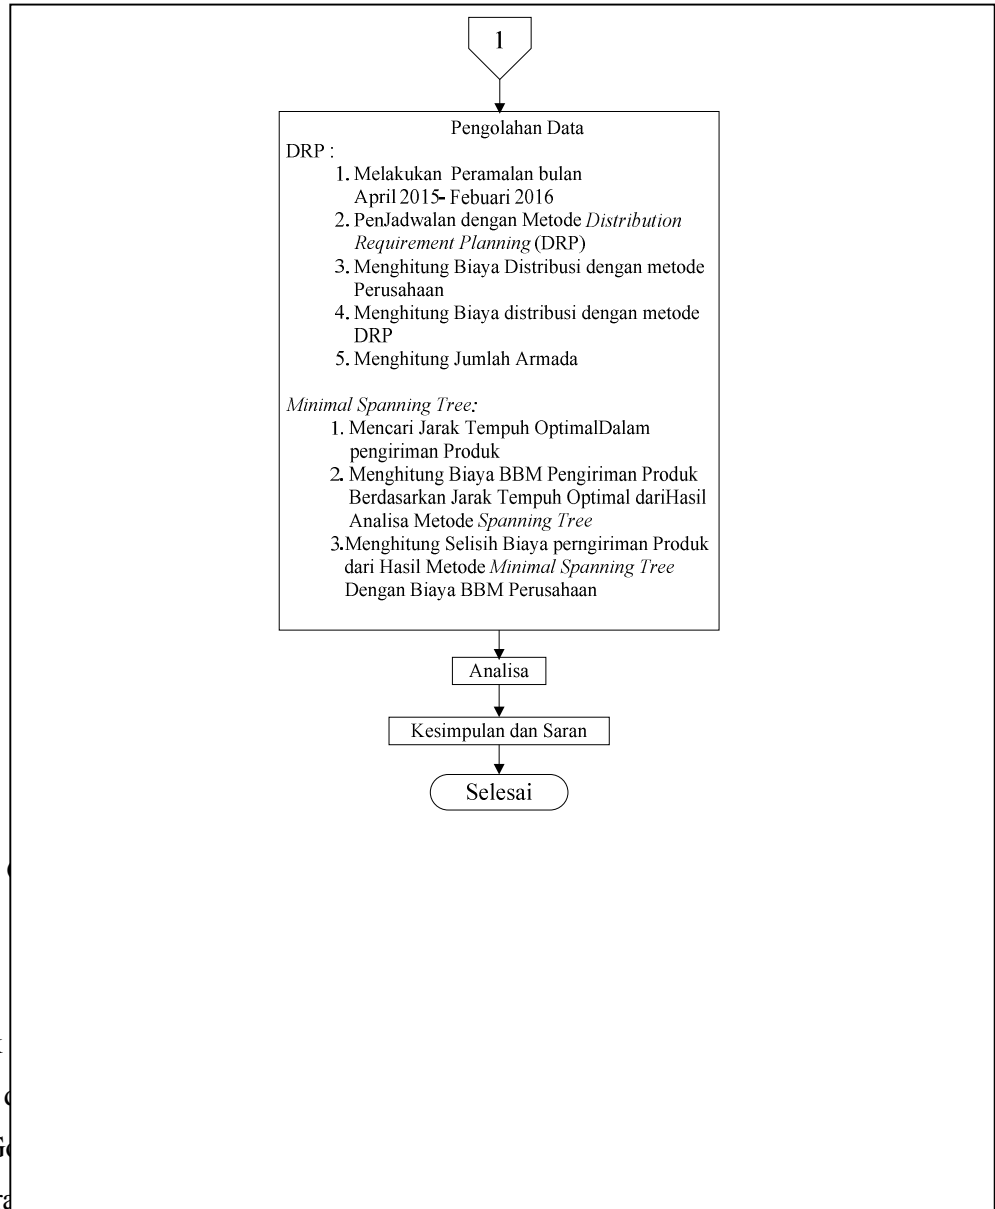 1
Pengolahan Data
DRP :
1. Melakukan Peramalan bulan
April 2015- Febuari 2016
2. PenJadwalan dengan Metode Distribution
Requirement Planning (DRP)
3. Menghitung Biaya Distribusi dengan metode
Perusahaan
4. Menghitung Biaya distribusi dengan metode
DRP
5. Menghitung Jumlah Armada
Minimal Spanning Tree:
1. Mencari Jarak Tempuh OptimalDalam
pengiriman Produk
2. Menghitung Biaya BBM Pengiriman Produk
Berdasarkan Jarak Tempuh Optimal dariHasil
Analisa Metode Spanning Tree
3.Menghitung Selisih Biaya perngiriman Produk
dari Hasil Metode Minimal Spanning Tree
Dengan Biaya BBM Perusahaan
Analisa
Kesimpulan dan Saran
Selesai